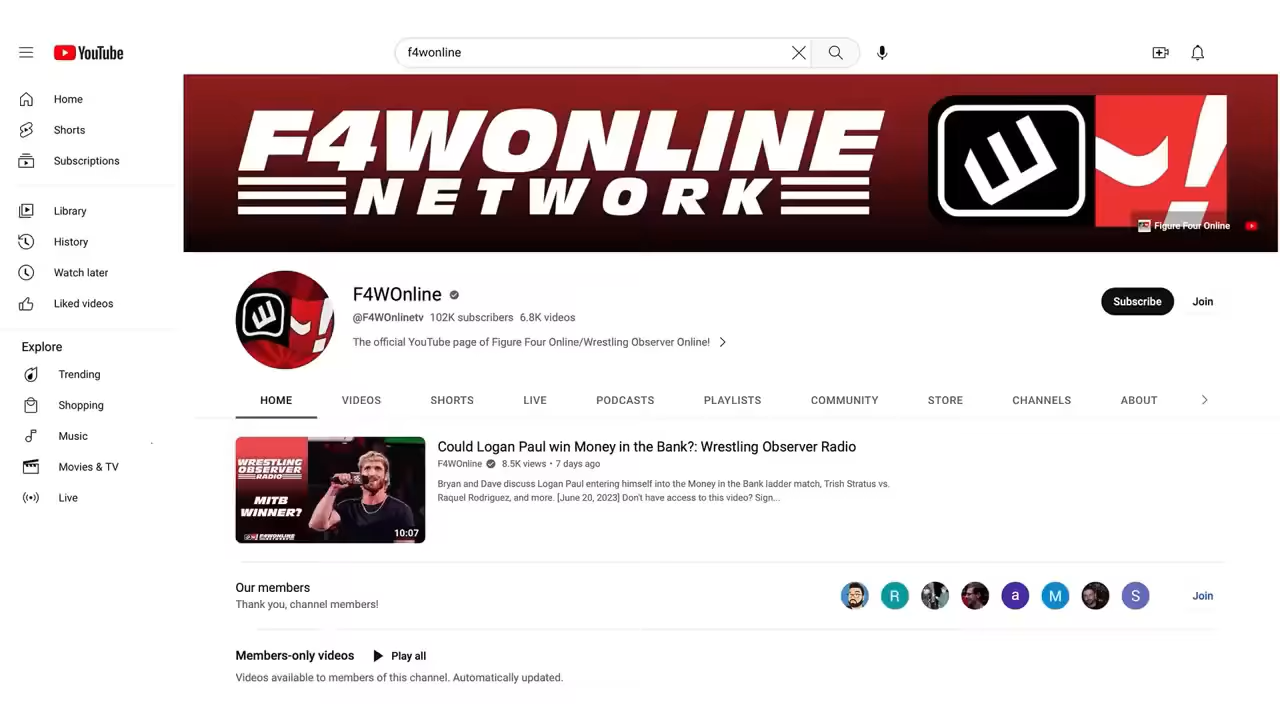 YouTube
f4wonline
Home
Shorts
Subscriptions
Library
History
Watch later
Liked videos
Explore
Trending
Shopping
Music
Movies & TV
Live
F4WONLINE
NETWORK
Figure Four Online
F4WOnline
@F4WOnlinetv 102K subscribers 6.8K videos
The official YouTube page of Figure Four Online/Wrestling Observer Online!
Subscribe
Join
HOME VIDEOS SHORTS LIVE PODCASTS PLAYLISTS COMMUNITY STORE CHANNELS ABOUT
WRESTLING
OBSERVER
RADIO
MITB
WINNER?
F4WONLINE
NETWORK
10:07
Could Logan Paul win Money in the Bank?: Wrestling Observer Radio
F4WOnline 8.5K views • 7 days ago
Bryan and Dave discuss Logan Paul entering himself into the Money in the Bank ladder match, Trish Stratus vs.
Raquel Rodriguez, and more. [June 20, 2023] Don't have access to this video? Sign...
Our members
Thank you, channel members!
R a M S
Join
Members-only videos Play all
Videos available to members of this channel. Automatically updated.